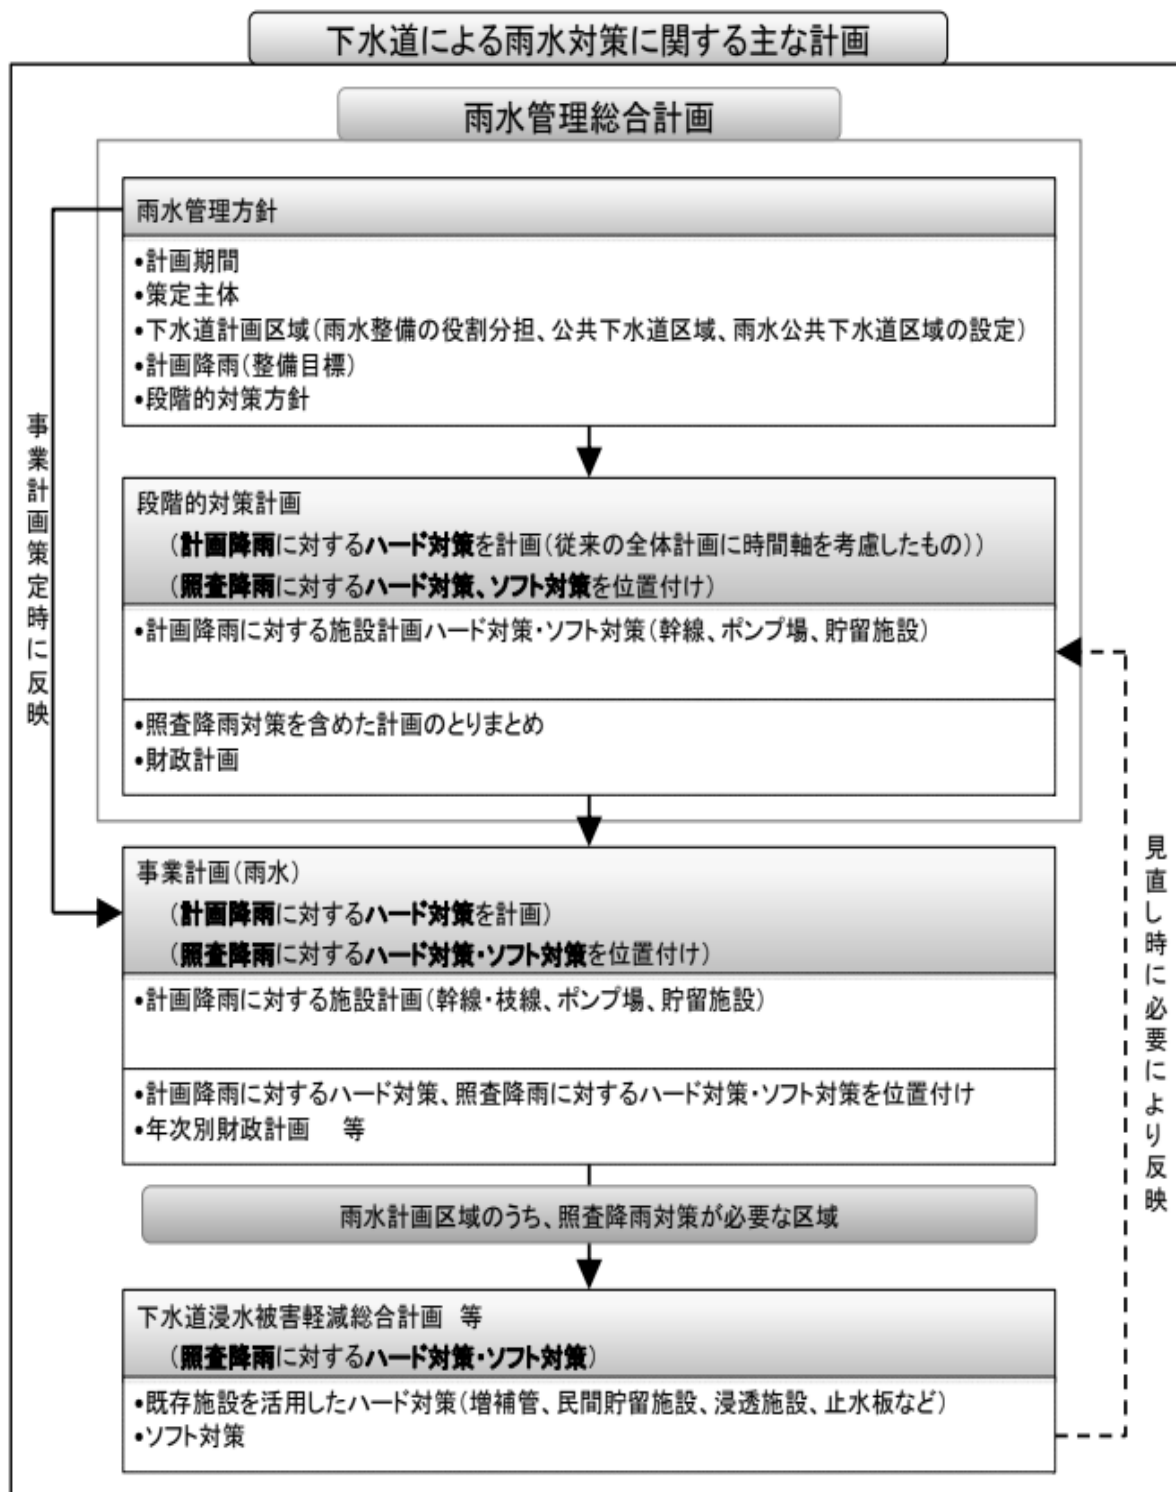 下水道による雨水対策に関する主な計画
雨水管理総合計画
雨水管理方針
•計画期間
•策定主体
•下水道計画区域(雨水整備の役割分担、公共下水道区域、雨水公共下水道区域の設定)
•計画降雨(整備目標)
•段階的対策方針
事業計画策定時に反映
段階的対策計画
(計画降雨に対するハード対策を計画(従来の全体計画に時間軸を考慮したもの))
(照査降雨に対するハード対策、ソフト対策を位置付け)
•計画降雨に対する施設計画ハード対策・ソフト対策(幹線、ポンプ場、貯留施設)
•照査降雨対策を含めた計画のとりまとめ
•財政計画
事業計画(雨水)
(計画降雨に対するハード対策を計画)
(照査降雨に対するハード対策・ソフト対策を位置付け)
•計画降雨に対する施設計画(幹線・枝線、ポンプ場、貯留施設)
•計画降雨に対するハード対策、照査降雨に対するハード対策・ソフト対策を位置付け
•年次別財政計画　等
見直し時に必要により反映
雨水計画区域のうち、照査降雨対策が必要な区域
下水道浸水被害軽減総合計画　等
(照査降雨に対するハード対策・ソフト対策)
•既存施設を活用したハード対策(増補管、民間貯留施設、浸透施設、止水板など)
•ソフト対策